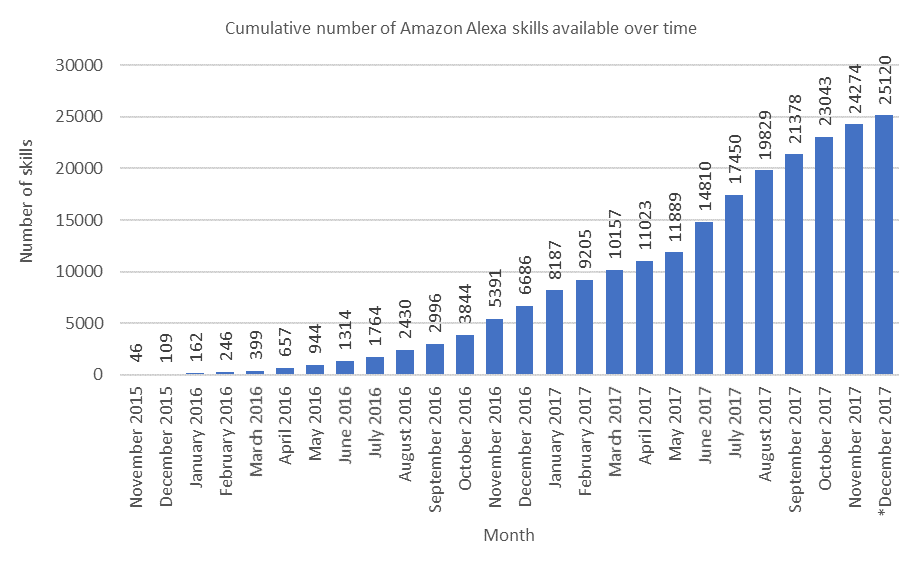 Cumulative number of Amazon Alexa skills available over time
Number of skills
30000
25000
20000
15000
10000
5000
0
46
109
162
246
399
657
944
1314
1764
2430
2996
3844
5391
6686
8187
9205
10157
11023
11889
14810
17450
19829
21378
23043
24274
25120
November 2015
December 2015
January 2016
February 2016
March 2016
April 2016
May 2016
June 2016
July 2016
August 2016
September 2016
October 2016
November 2016
December 2016
January 2017
February 2017
March 2017
April 2017
May 2017
June 2017
July 2017
August 2017
September 2017
October 2017
November 2017
*December 2017
Month